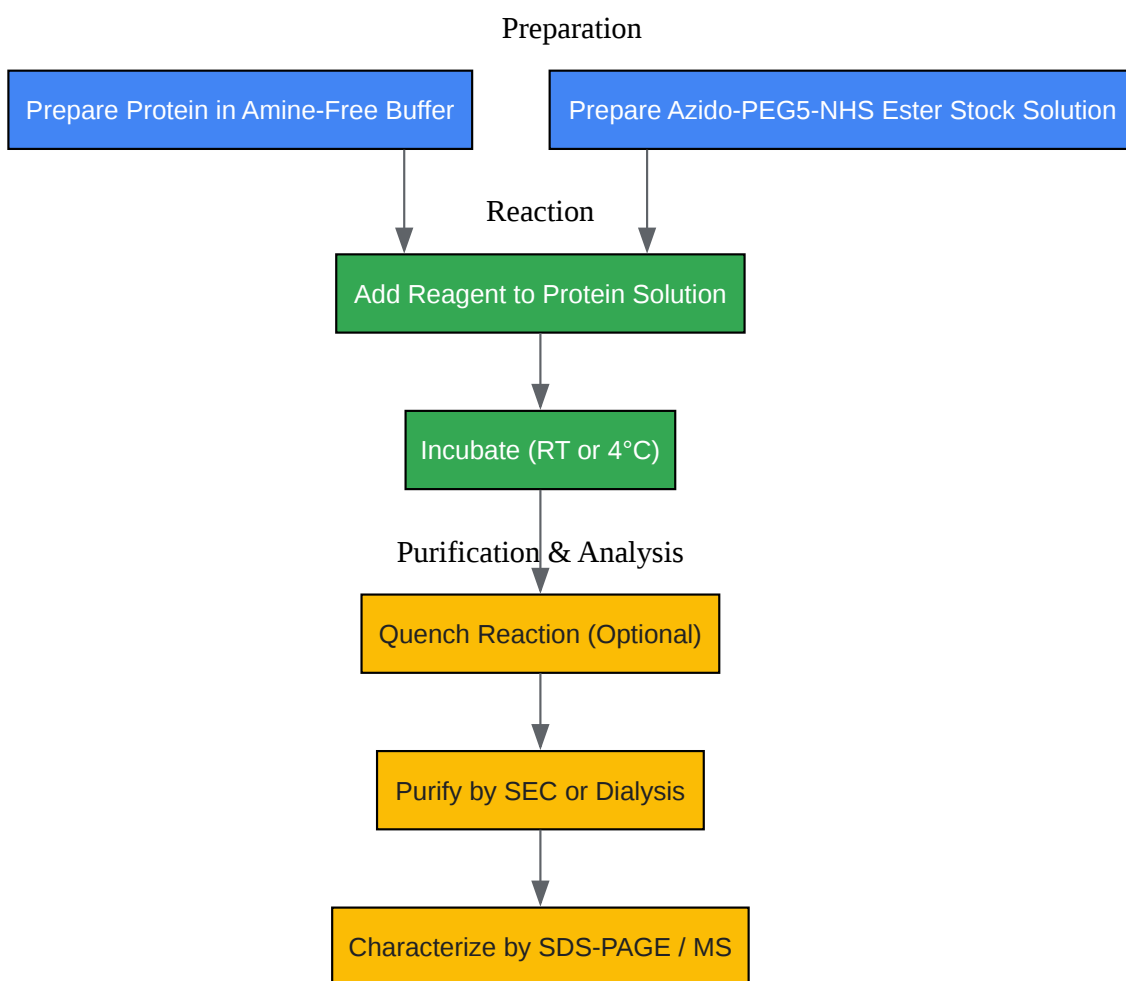 Preparation
Prepare Protein in Amine-Free Buffer
Prepare Azido-PEG5-NHS Ester Stock Solution
Reaction
Add Reagent to Protein Solution
Incubate (RT or 4°C)
Purification & Analysis
Quench Reaction (Optional)
Purify by SEC or Dialysis
Characterize by SDS-PAGE / MS